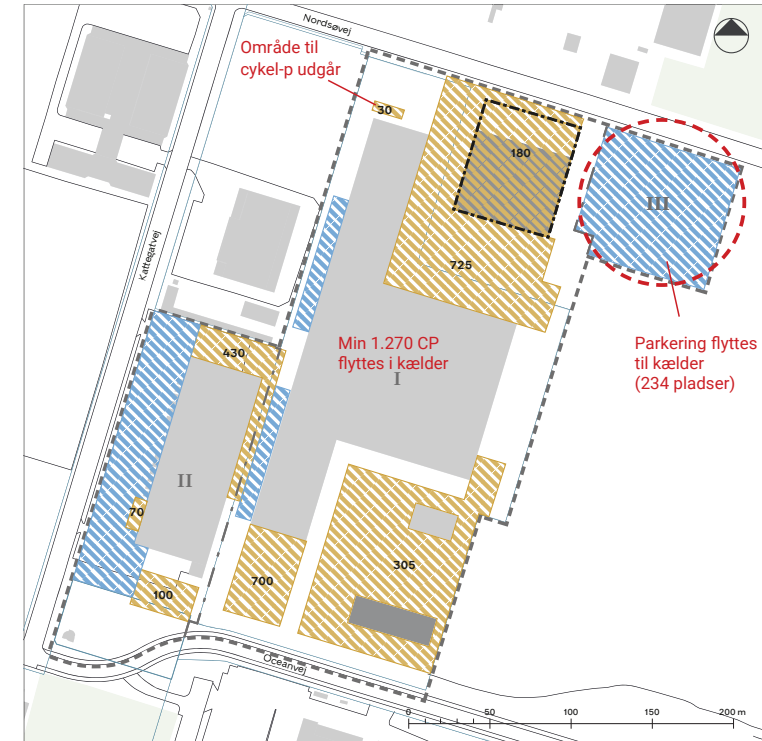 Nordsøvej
Område til
cykel-p udgår
30
180
III
Kattegatvej
725
Min 1.270 CP
flyttes i kælder
I
Parkering flyttes
til kælder
(234 pladser)
430
II
70
305
700
100
Oceanvej
0 50 100 150 200 m